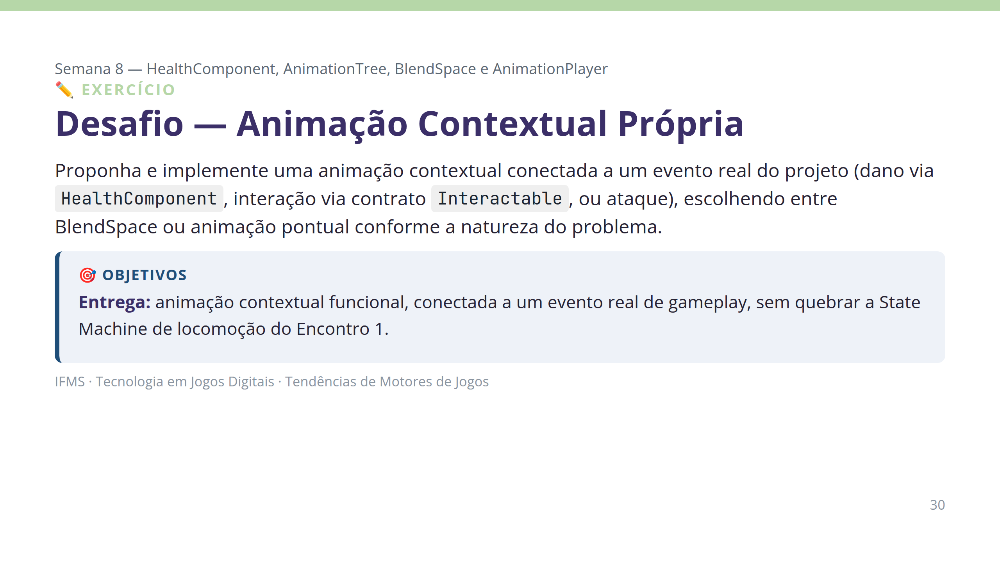 Semana 8 — HealthComponent, AnimationTree, BlendSpace e AnimationPlayer
✏️ EXERCÍCIO
Desafio — Animação Contextual Própria
Proponha e implemente uma animação contextual conectada a um evento real do projeto (dano via
HealthComponent, interação via contrato Interactable, ou ataque), escolhendo entre
BlendSpace ou animação pontual conforme a natureza do problema.
🎯 OBJETIVOS
Entrega: animação contextual funcional, conectada a um evento real de gameplay, sem quebrar a State
Machine de locomoção do Encontro 1.
IFMS · Tecnologia em Jogos Digitais · Tendências de Motores de Jogos
30